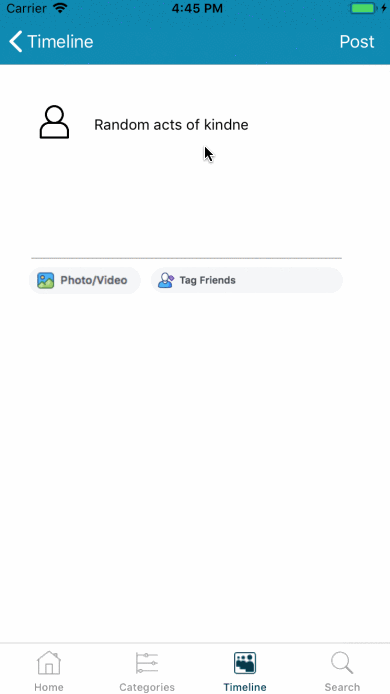 Carrier 4:45 PM
Timeline Post
Random acts of kindne
Photo/Video Tag Friends
Home Categories Timeline Search